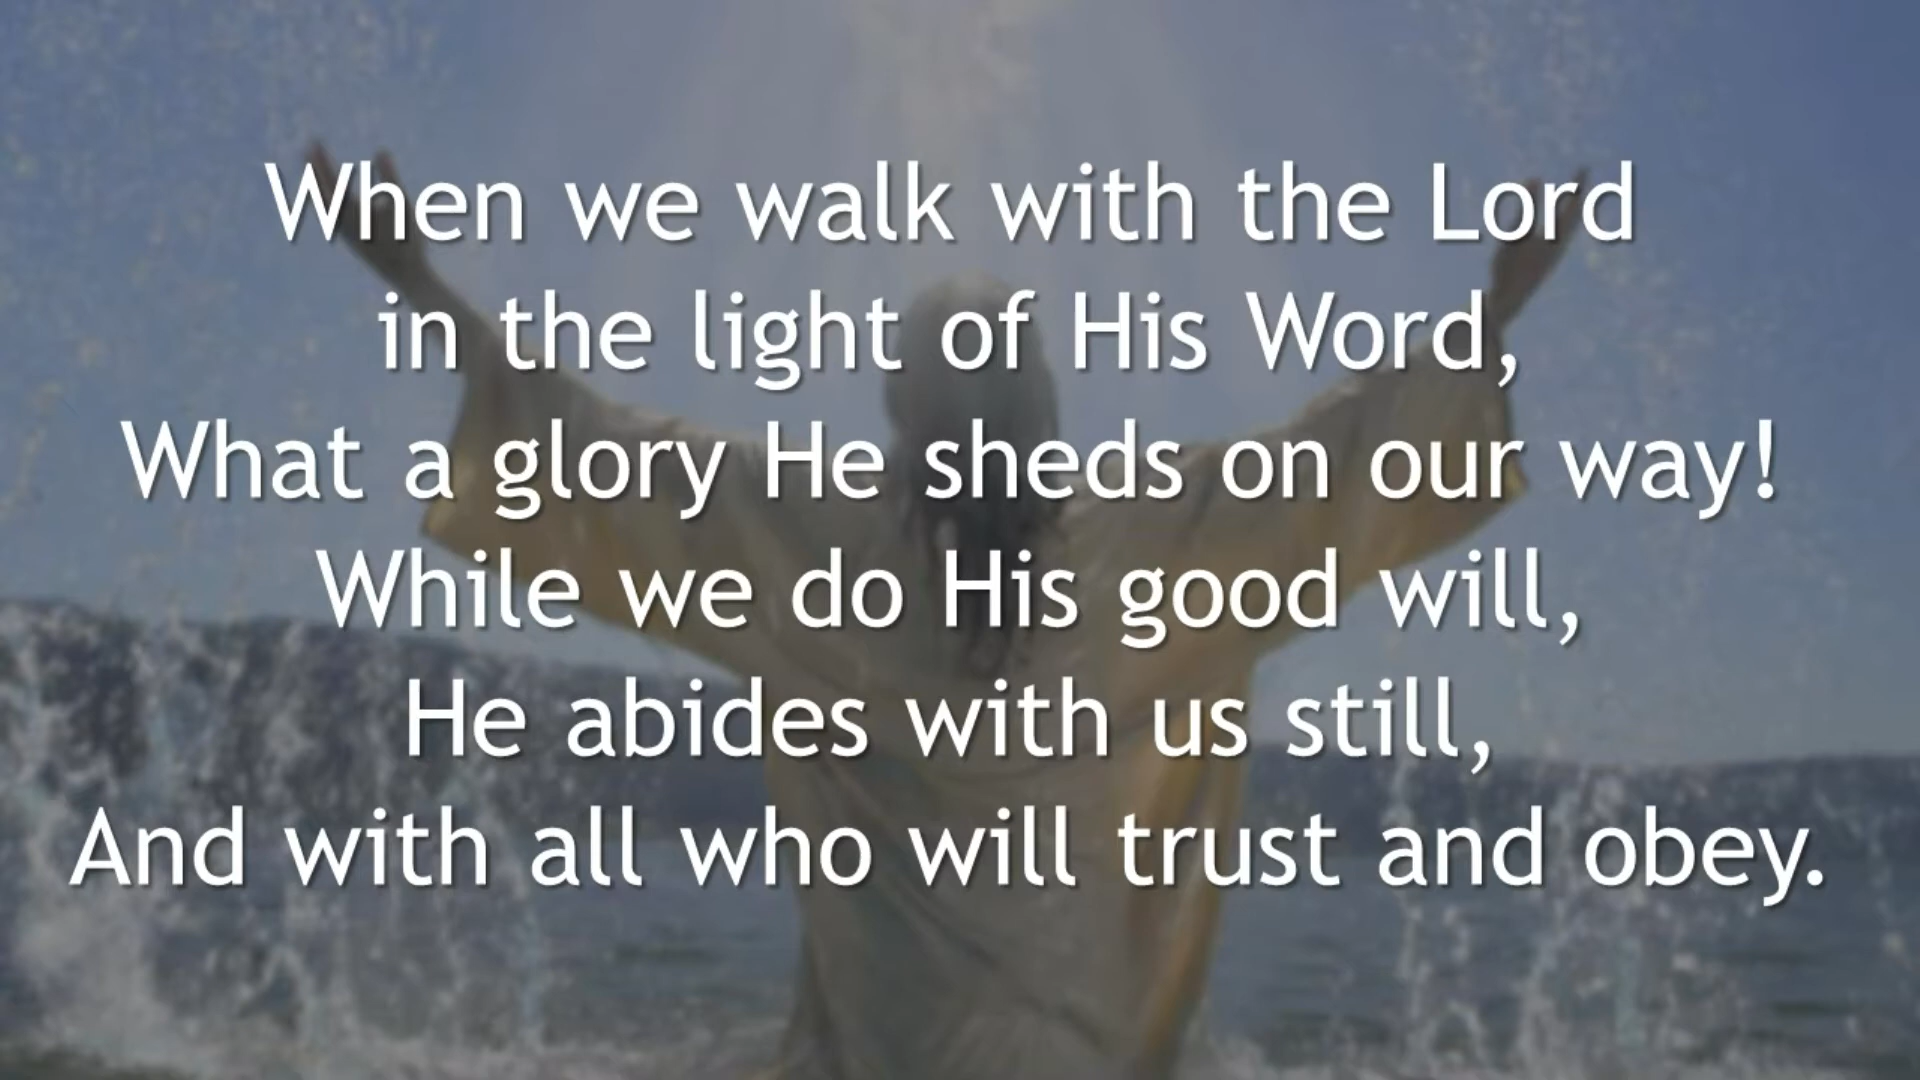 When we walk with the Lord
in the light of His Word,
What a glory He sheds on our way!
While we do His good will,
He abides with us still,
And with all who will trust and obey.